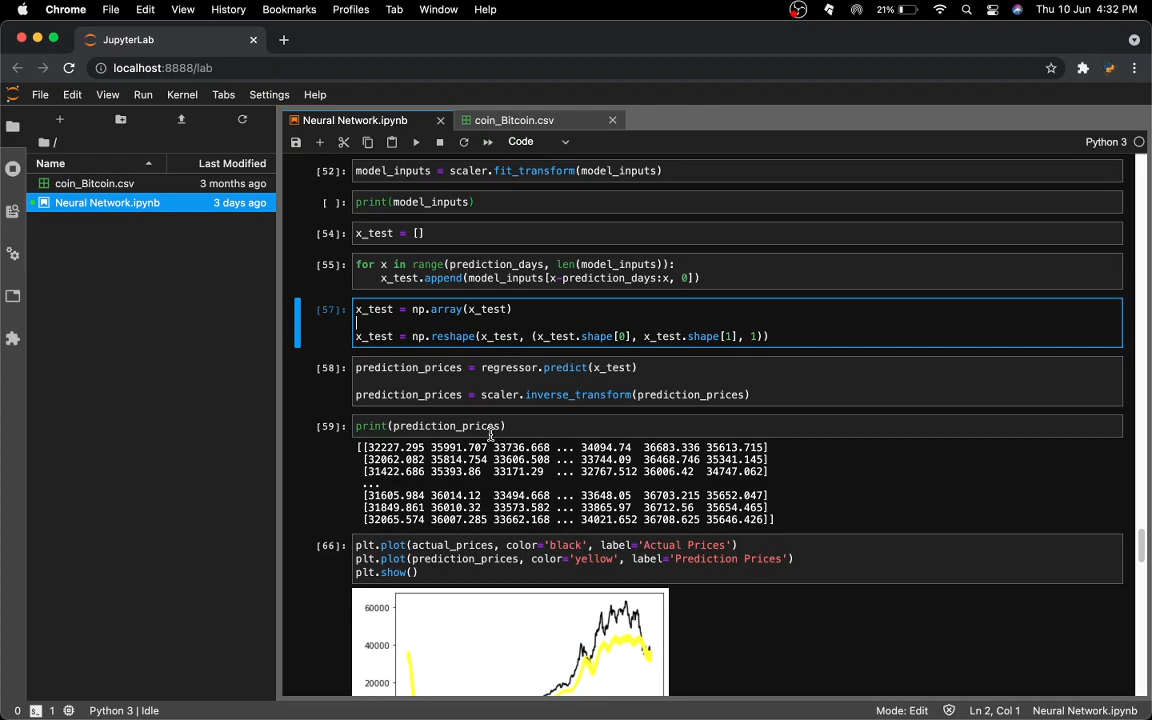 Chrome File Edit View History Bookmarks Profiles Tab Window Help 21% Thu 10 Jun 4:32 PM
JupyterLab
localhost:8888/lab
File Edit View Run Kernel Tabs Settings Help
Neural Network.ipynb coin_Bitcoin.csv
/
Code Python 3
Name Last Modified
coin_Bitcoin.csv 3 months ago
Neural Network.ipynb 3 days ago
[52]: model_inputs = scaler.fit_transform(model_inputs)
[ ]: print(model_inputs)
[54]: x_test = []
[55]: for x in range(prediction_days, len(model_inputs)):
x_test.append(model_inputs[x-prediction_days:x, 0])
[57]: x_test = np.array(x_test)
x_test = np.reshape(x_test, (x_test.shape[0], x_test.shape[1], 1))
[58]: prediction_prices = regressor.predict(x_test)
prediction_prices = scaler.inverse_transform(prediction_prices)
[59]: print(prediction_prices)
[[32227.295 35991.707 33736.668 ... 34094.74 36683.336 35613.715]
[32062.082 35814.754 33606.508 ... 33744.09 36468.746 35341.145]
[31422.686 35393.86 33171.29 ... 32767.512 36006.42 34747.062]
...
[31605.984 36014.12 33494.668 ... 33648.05 36703.215 35652.047]
[31849.861 36010.32 33573.582 ... 33865.97 36712.56 35654.465]
[32065.574 36007.285 33662.168 ... 34021.652 36708.625 35646.426]]
[66]: plt.plot(actual_prices, color='black', label='Actual Prices')
plt.plot(prediction_prices, color='yellow', label='Prediction Prices')
plt.show()
60000
40000
20000
0 1 Python 3 | Idle Mode: Edit Ln 2, Col 1 Neural Network.ipynb